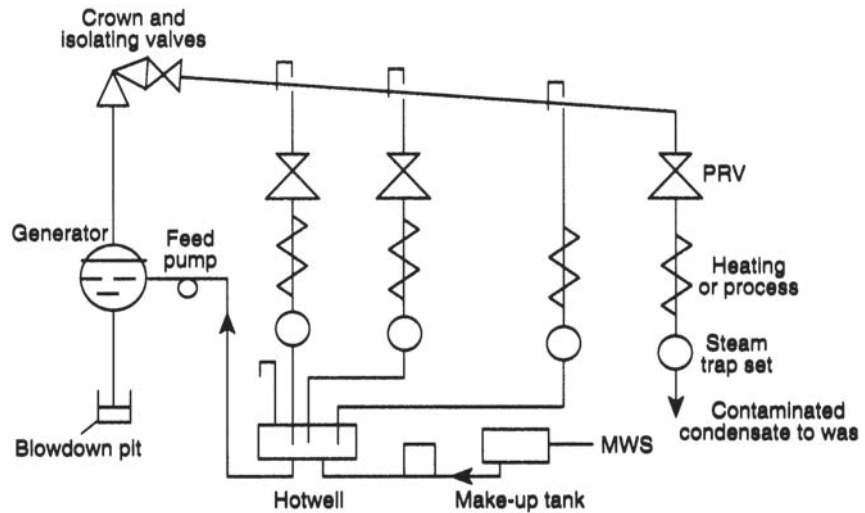 Crown and
isolating valves
PRV
Generator
Feed
pump
Heating
or process
Steam
trap set
Contaminated
condensate to was
Blowdown pit
MWS
Hotwell
Make-up tank